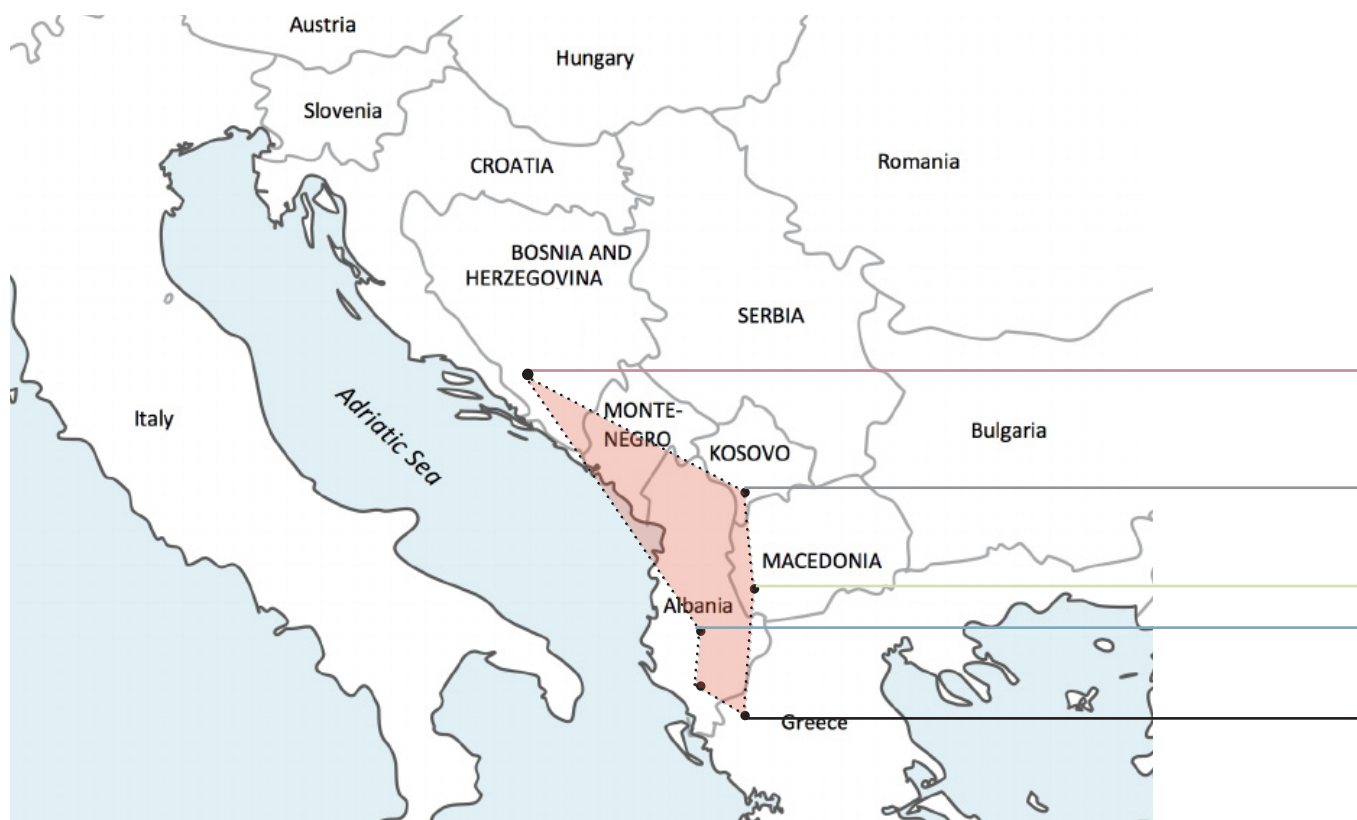 Austria
Hungary
Slovenia
CROATIA
Romania
BOSNIA AND
HERZEGOVINA
SERBIA
Adriatic Sea
Italy
MONTE-
NEGRO
KOSOVO
Bulgaria
MACEDONIA
Albania
Greece